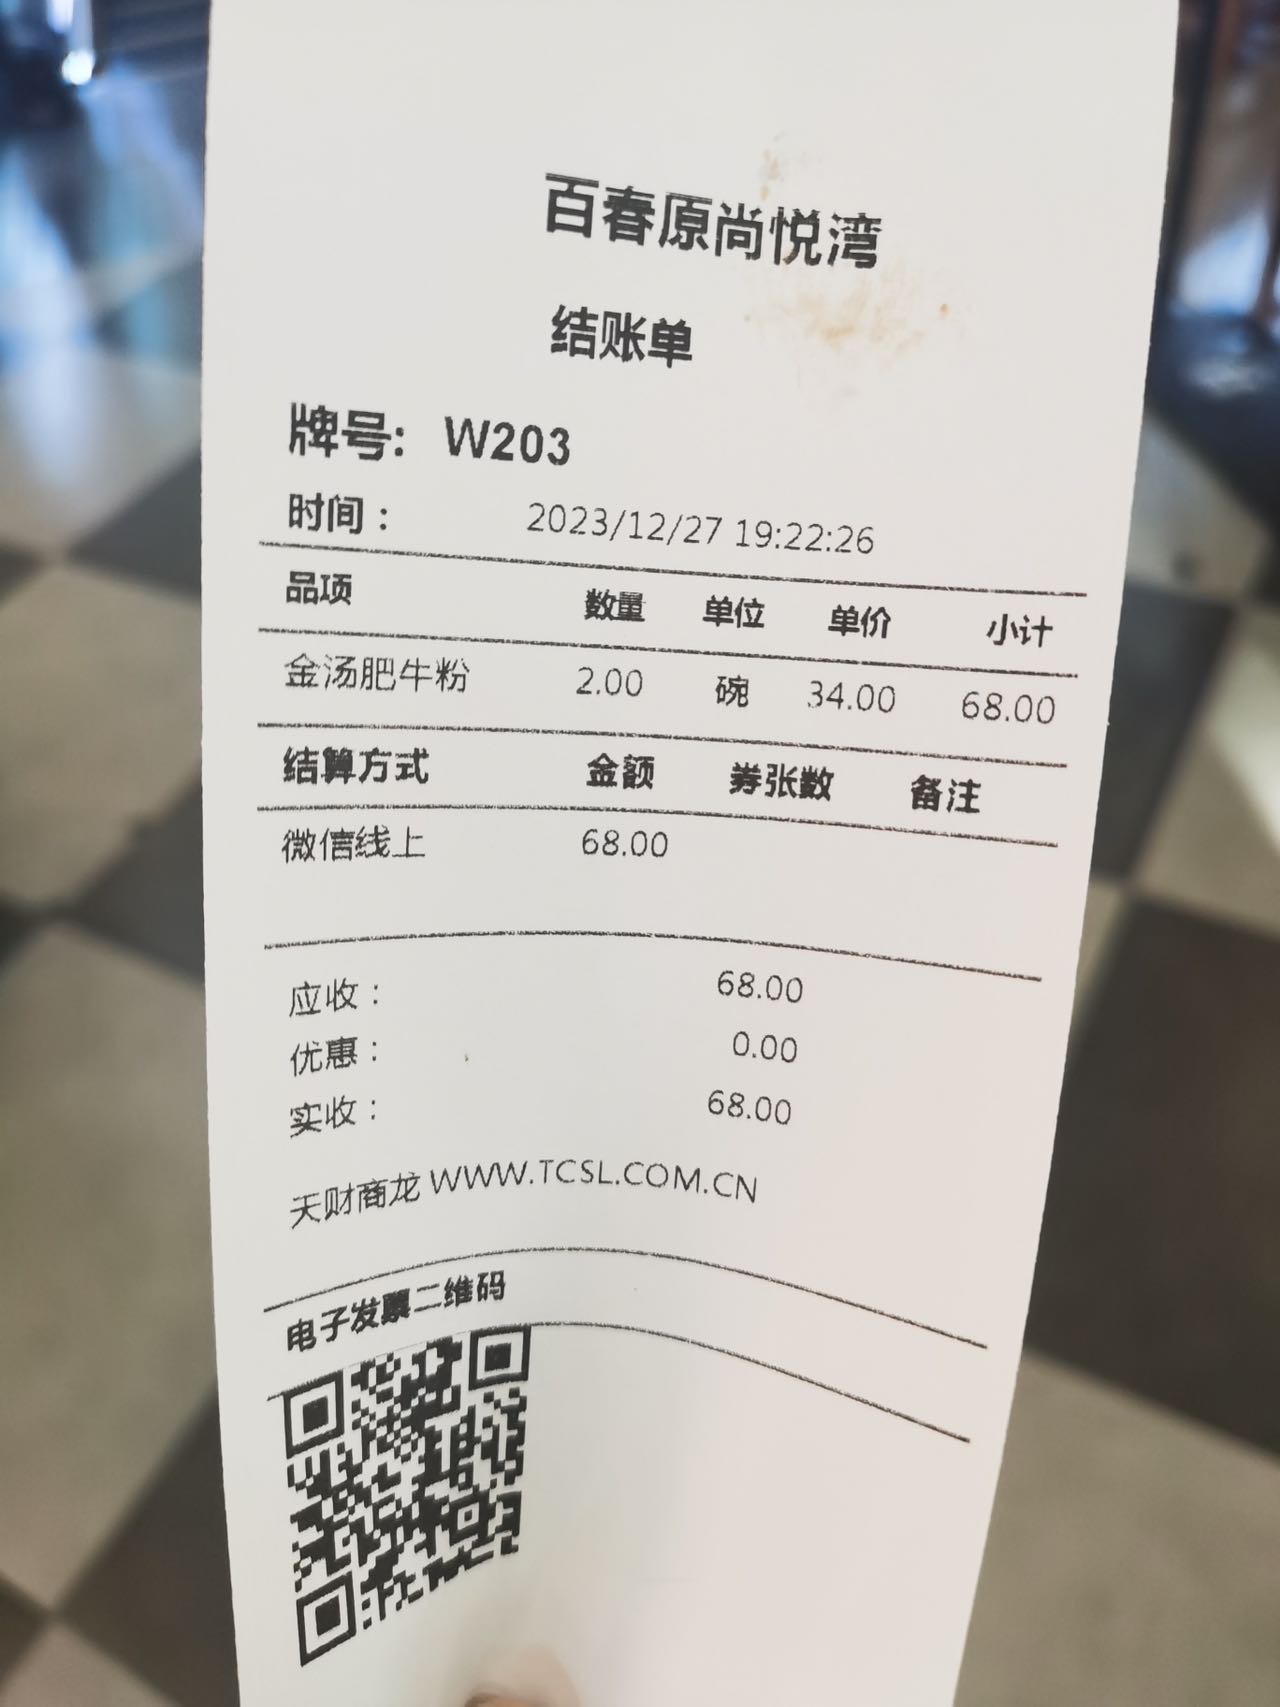 百春原尚悦湾
结账单
牌号: W203
时间： 2023/12/27 19:22:26
品项 数量 单位 单价 小计
金汤肥牛粉 2.00 碗 34.00 68.00
结算方式 金额 券张数 备注
微信线上 68.00
应收： 68.00
优惠： 0.00
实收： 68.00
天财商龙 WWW.TCSL.COM.CN
电子发票二维码